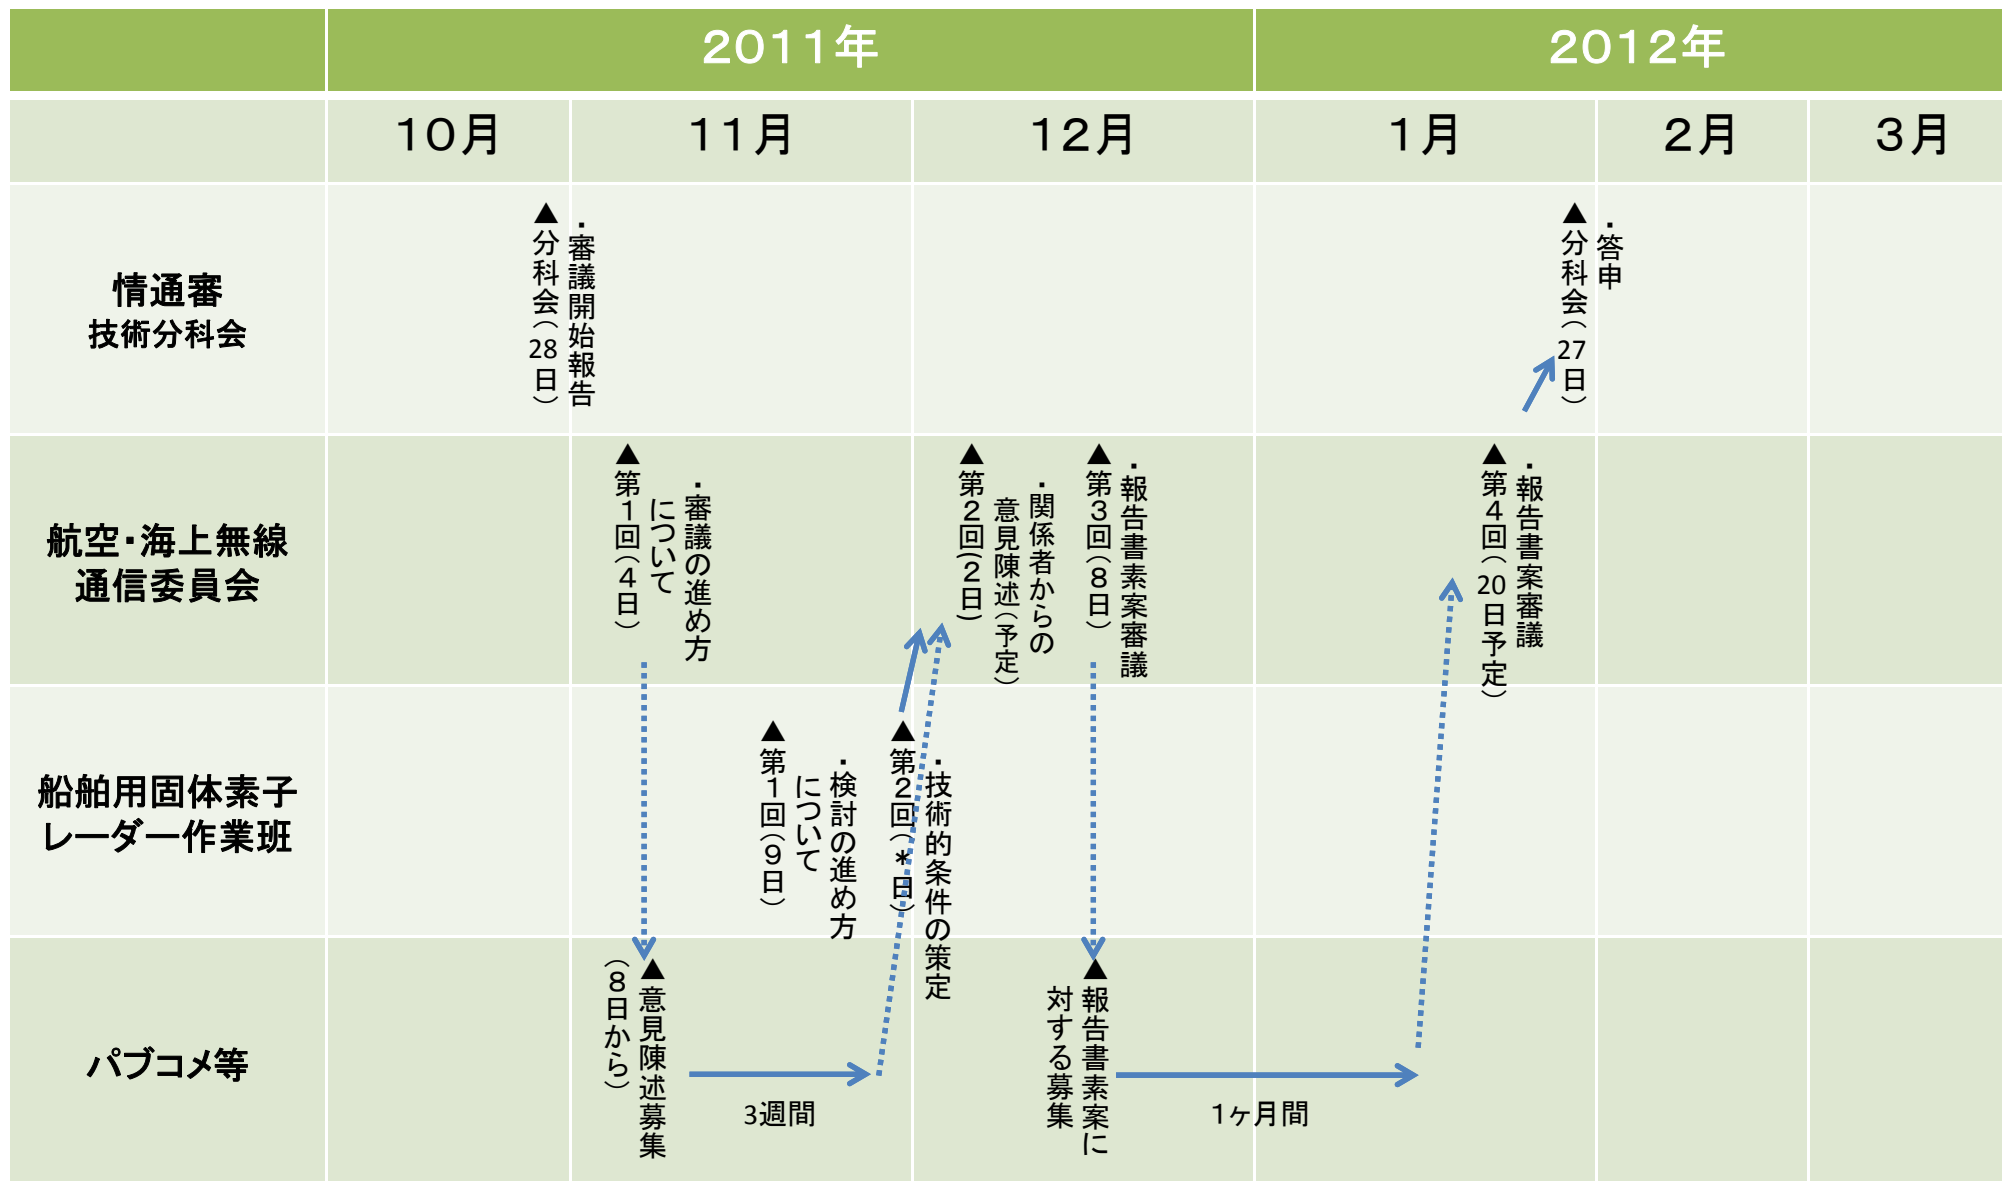 2011年
2012年
10月
11月
12月
1月
2月
3月
情通審
技術分科会
▲分科会（28日）
・審議開始報告
▲分科会（27日）
・答申
航空・海上無線
通信委員会
▲第1回（4日）
・審議の進め方
について
▲第2回(2日)
・関係者からの
意見陳述（予定）
▲第3回（8日）
・報告書素案審議
▲第4回（20日予定）
・報告書案審議
船舶用固体素子
レーダー作業班
▲第1回（9日）
・検討の進め方
について
▲第2回（*日）
・技術的条件の策定
パブコメ等
▲意見陳述募集
（8日から）
3週間
▲報告書素案に
対する募集
1ヶ月間